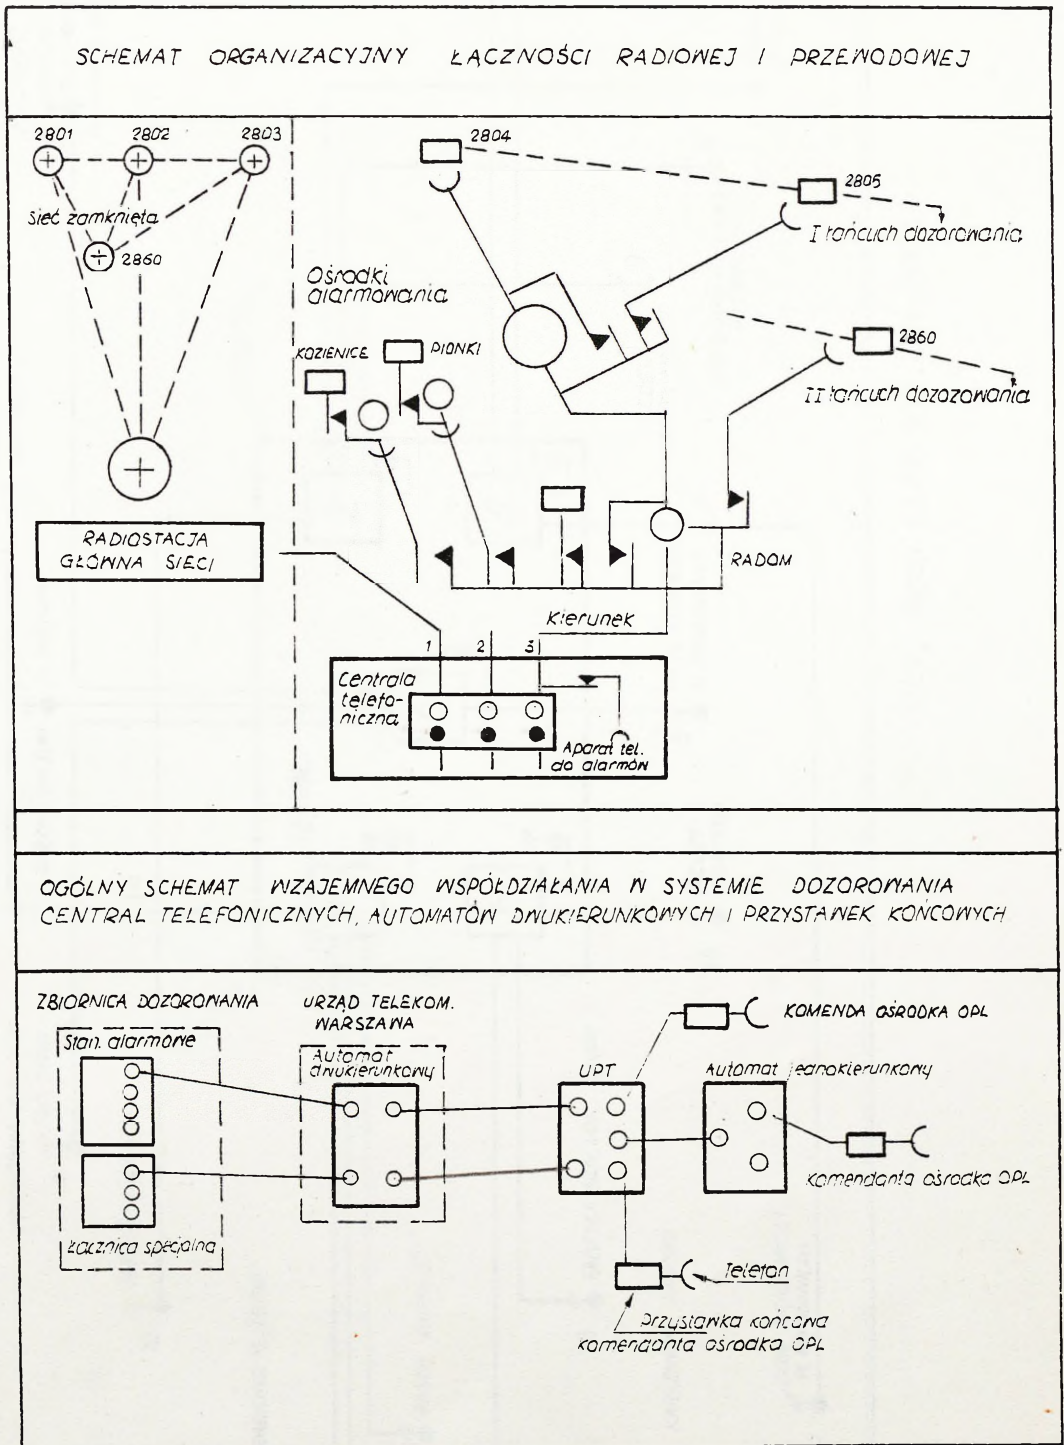 SCHEMAT ORGANIZACYJNY ŁĄCZNOŚCI RADIOWEJ I PRZEWODOWEJ
2801
2802
2803
Sieć zamknięta
2860
RADIOSTACJA
GŁÓWNA SIECI
2804
2805
I łańcuch dozorowania
Ośrodki
alarmowania
KOZIENICE
PIONKI
2860
II łańcuch dozozowania
RADOM
Kierunek
1
2
3
Centrala
telefo-
niczna
Aparat tel.
do alarmów
OGÓLNY SCHEMAT WZAJEMNEGO WSPÓŁDZIAŁANIA W SYSTEMIE DOZOROWANIA
CENTRAL TELEFONICZNYCH, AUTOMATÓW DWUKIERUNKOWYCH I PRZYSTAWEK KOŃCOWYCH
ZBIORNICA DOZOROWANIA
Stan. alarmowe
Łącznica specjalna
URZĄD TELEKOM.
WARSZAWA
Automat
dwukierunkowy
UPT
KOMENDA OŚRODKA OPL
Automat jednokierunkowy
Komendanta ośrodka OPL
Telefon
Przystawka końcowa
komendanta ośrodka OPL